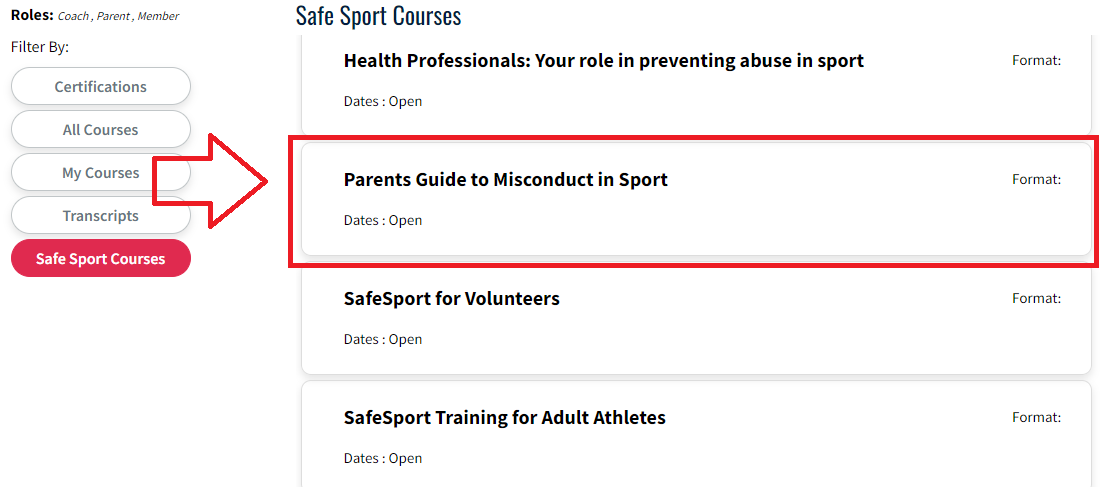 Roles: Coach , Parent , Member
Filter By:
Certifications
All Courses
My Courses
Transcripts
Safe Sport Courses
Safe Sport Courses
Health Professionals: Your role in preventing abuse in sport
Format:
Dates : Open
Parents Guide to Misconduct in Sport
Format:
Dates : Open
SafeSport for Volunteers
Format:
Dates : Open
SafeSport Training for Adult Athletes
Format:
Dates : Open